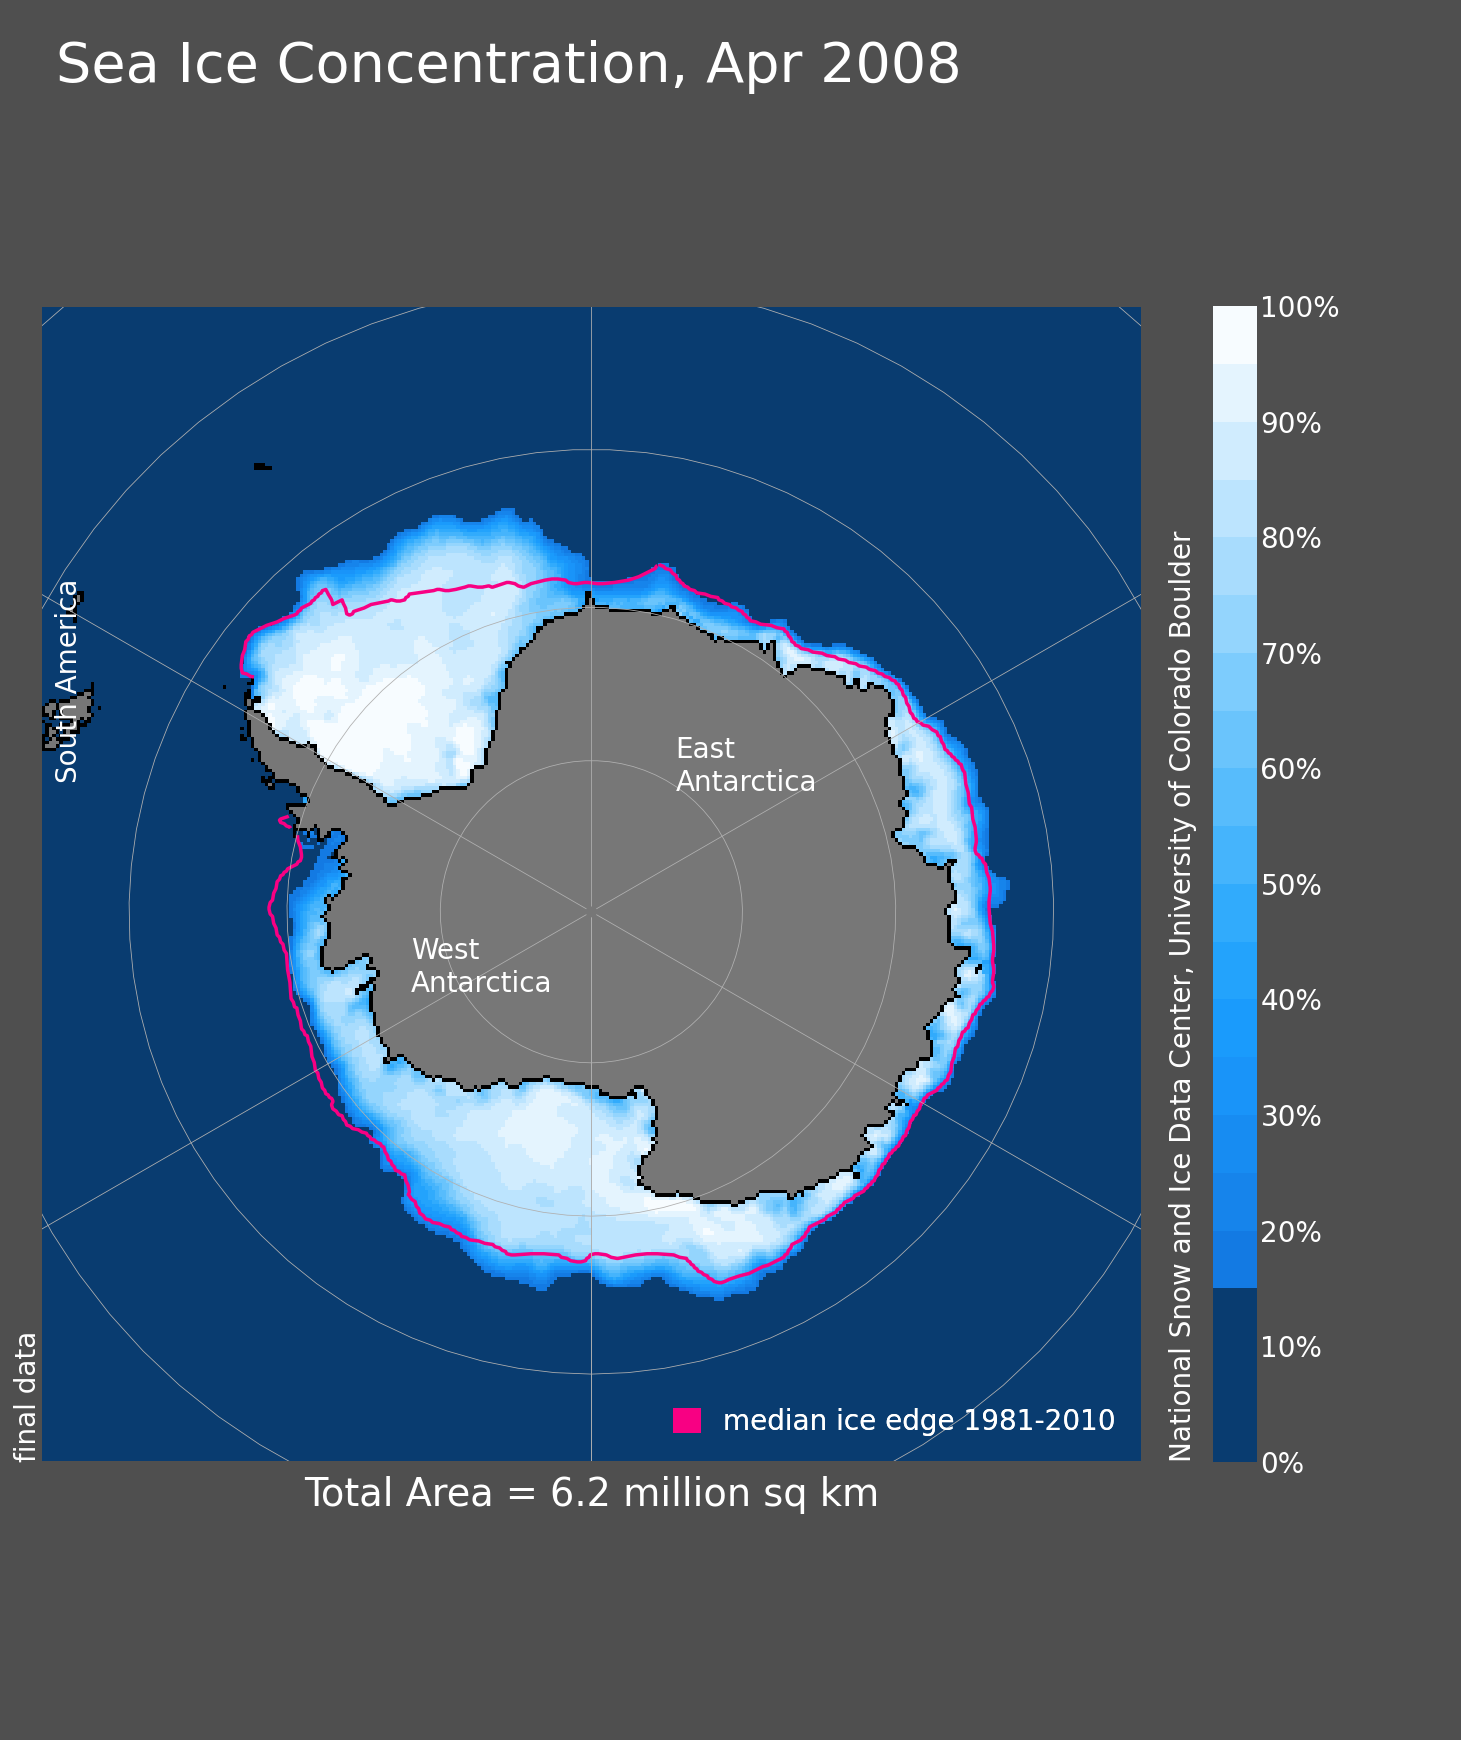 Sea Ice Concentration, Apr 2008
South America
East
Antarctica
West
Antarctica
median ice edge 1981-2010
final data
Total Area = 6.2 million sq km
National Snow and Ice Data Center, University of Colorado Boulder
100%
90%
80%
70%
60%
50%
40%
30%
20%
10%
0%